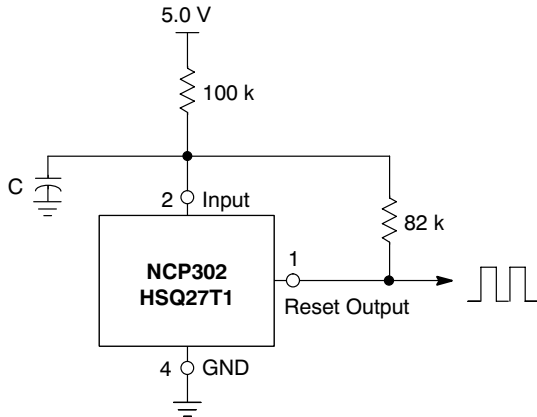 5.0 V
100 k
C
2 Input
82 k
NCP302
HSQ27T1
1
Reset Output
4 GND